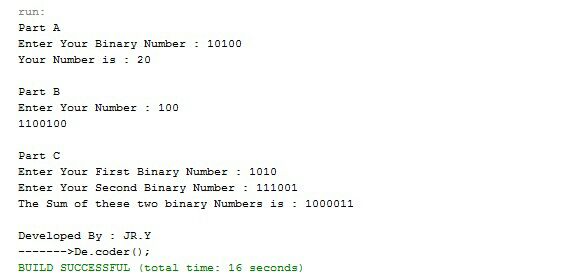 run:
Part A
Enter Your Binary Number : 10100
Your Number is : 20
Part B
Enter Your Number : 100
1100100
Part C
Enter Your First Binary Number : 1010
Enter Your Second Binary Number : 111001
The Sum of these two binary Numbers is : 1000011
Developed By : JR.Y
------->De.coder();
BUILD SUCCESSFUL (total time: 16 seconds)